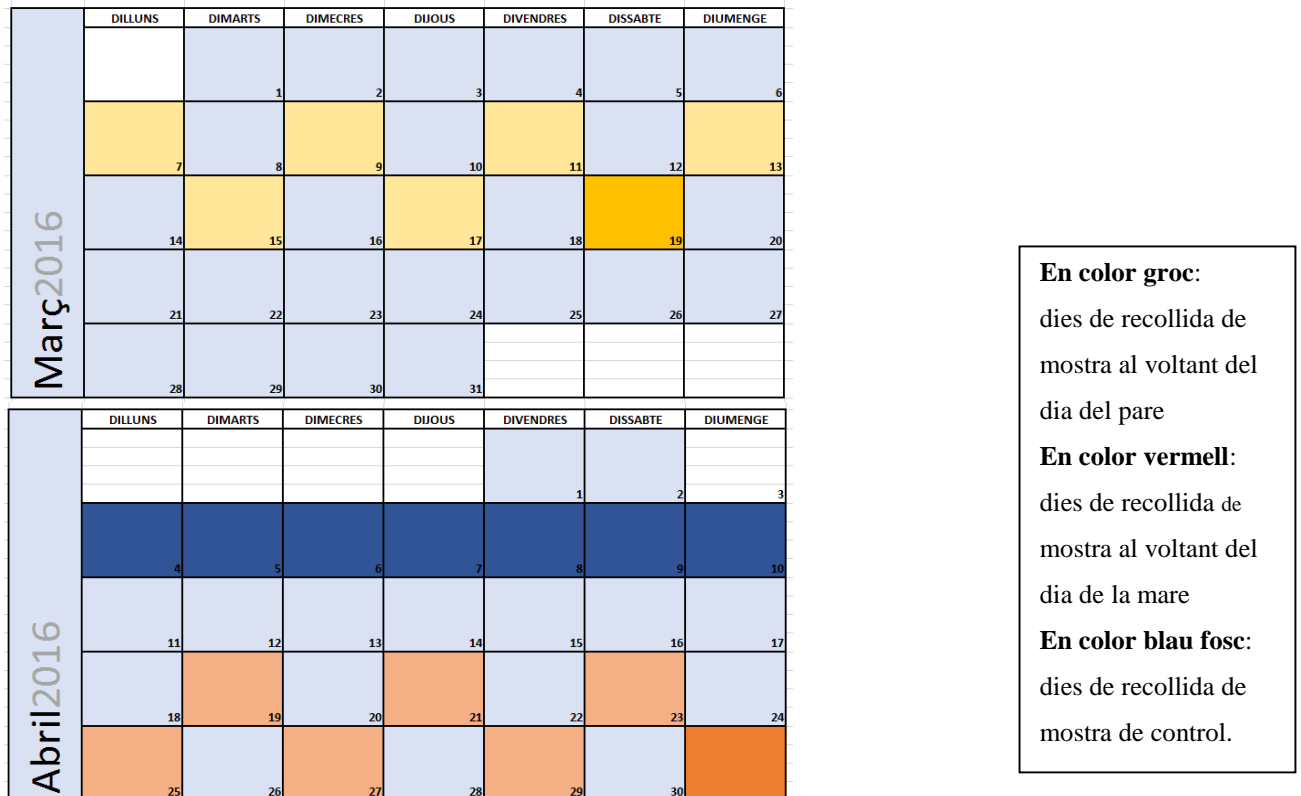 DILLUNS DIMARTS DIMECRES DIJOUS DIVENDRES DISSABTE DIUMENGE
1 2 3 4 5 6
7 8 9 10 11 12 13
14 15 16 17 18 19 20
21 22 23 24 25 26 27
28 29 30 31
Març2016
DILLUNS DIMARTS DIMECRES DIJOUS DIVENDRES DISSABTE DIUMENGE
1 2 3
4 5 6 7 8 9 10
11 12 13 14 15 16 17
18 19 20 21 22 23 24
25 26 27 28 29 30
Abril2016
En color groc:
dies de recollida de
mostra al voltant del
dia del pare
En color vermell:
dies de recollida de
mostra al voltant del
dia de la mare
En color blau fosc:
dies de recollida de
mostra de control.